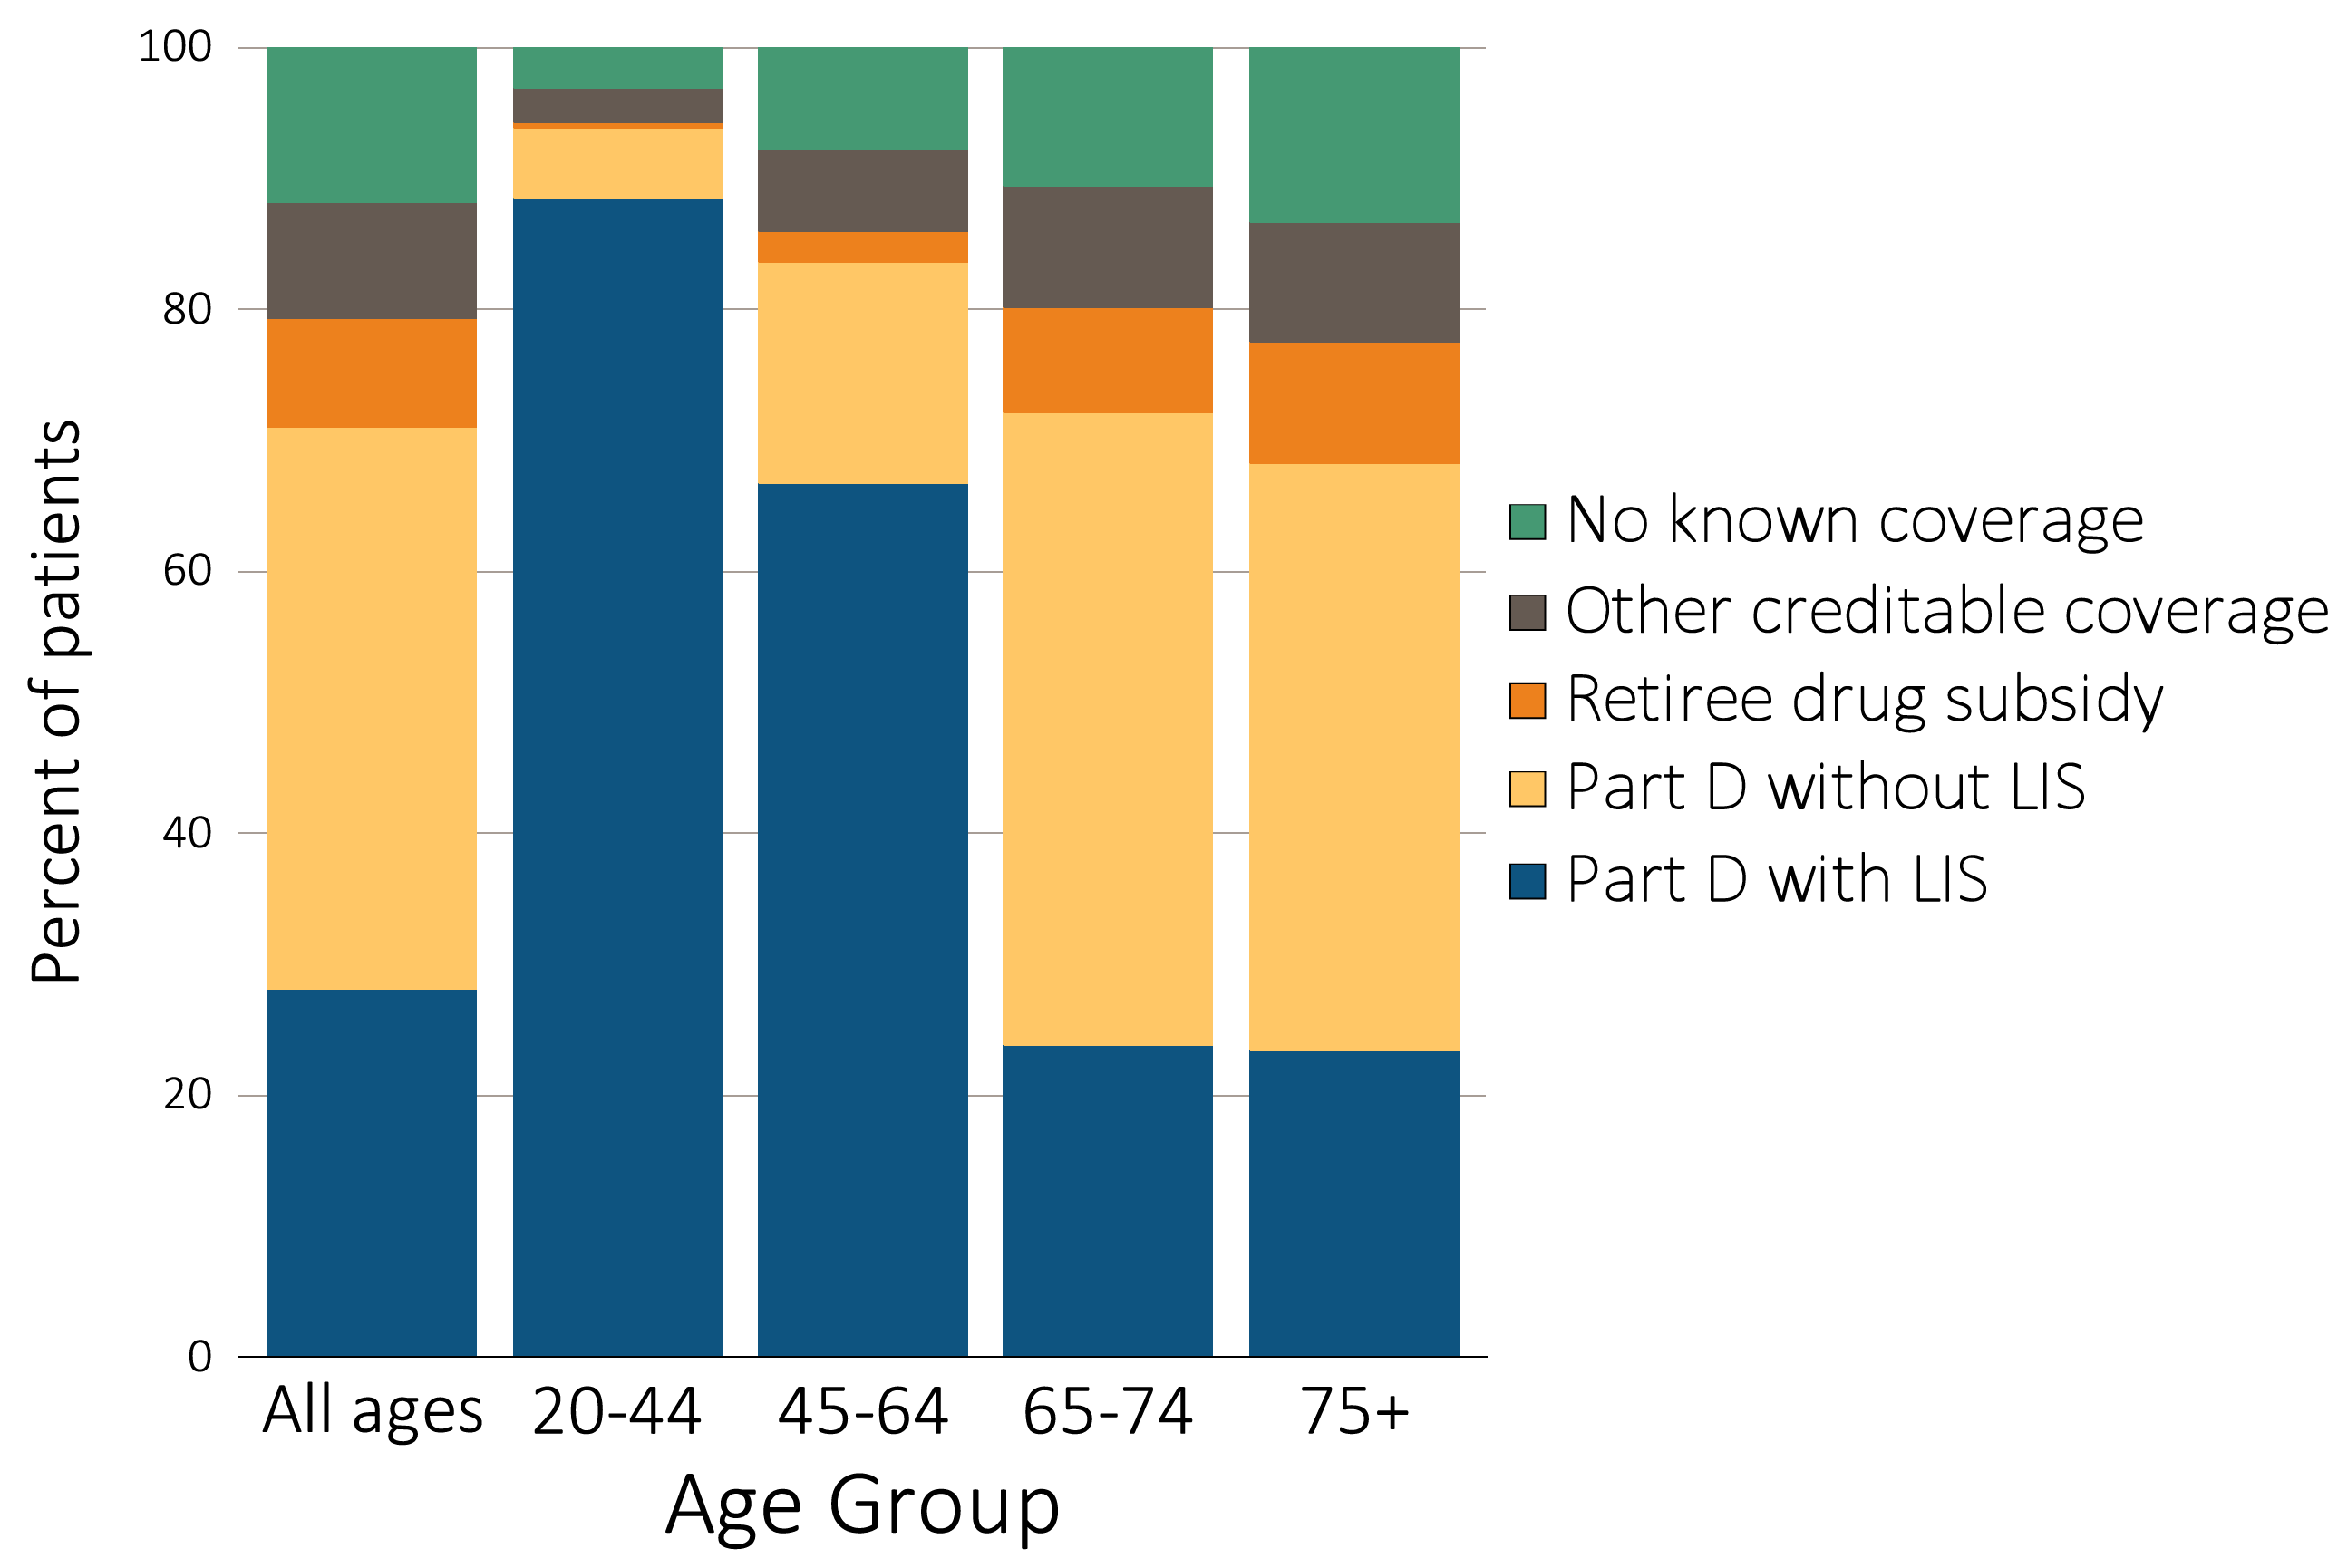 Percent of patients
100
80
60
40
20
0
All ages
20-44
45-64
65-74
75+
Age Group
No known coverage
Other creditable coverage
Retiree drug subsidy
Part D without LIS
Part D with LIS